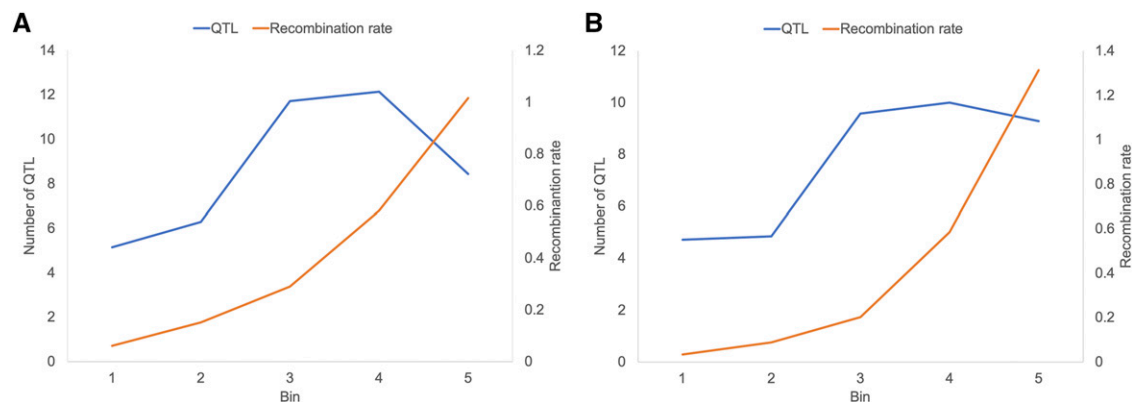 A
QTL Recombination rate
14
12
10
8
6
4
2
0
Number of QTL
1.2
1
0.8
0.6
0.4
0.2
0
Recombinantion rate
1 2 3 4 5
Bin
B
QTL Recombination rate
12
10
8
6
4
2
0
Number of QTL
1.4
1.2
1
0.8
0.6
0.4
0.2
0
Recombination rate
1 2 3 4 5
Bin